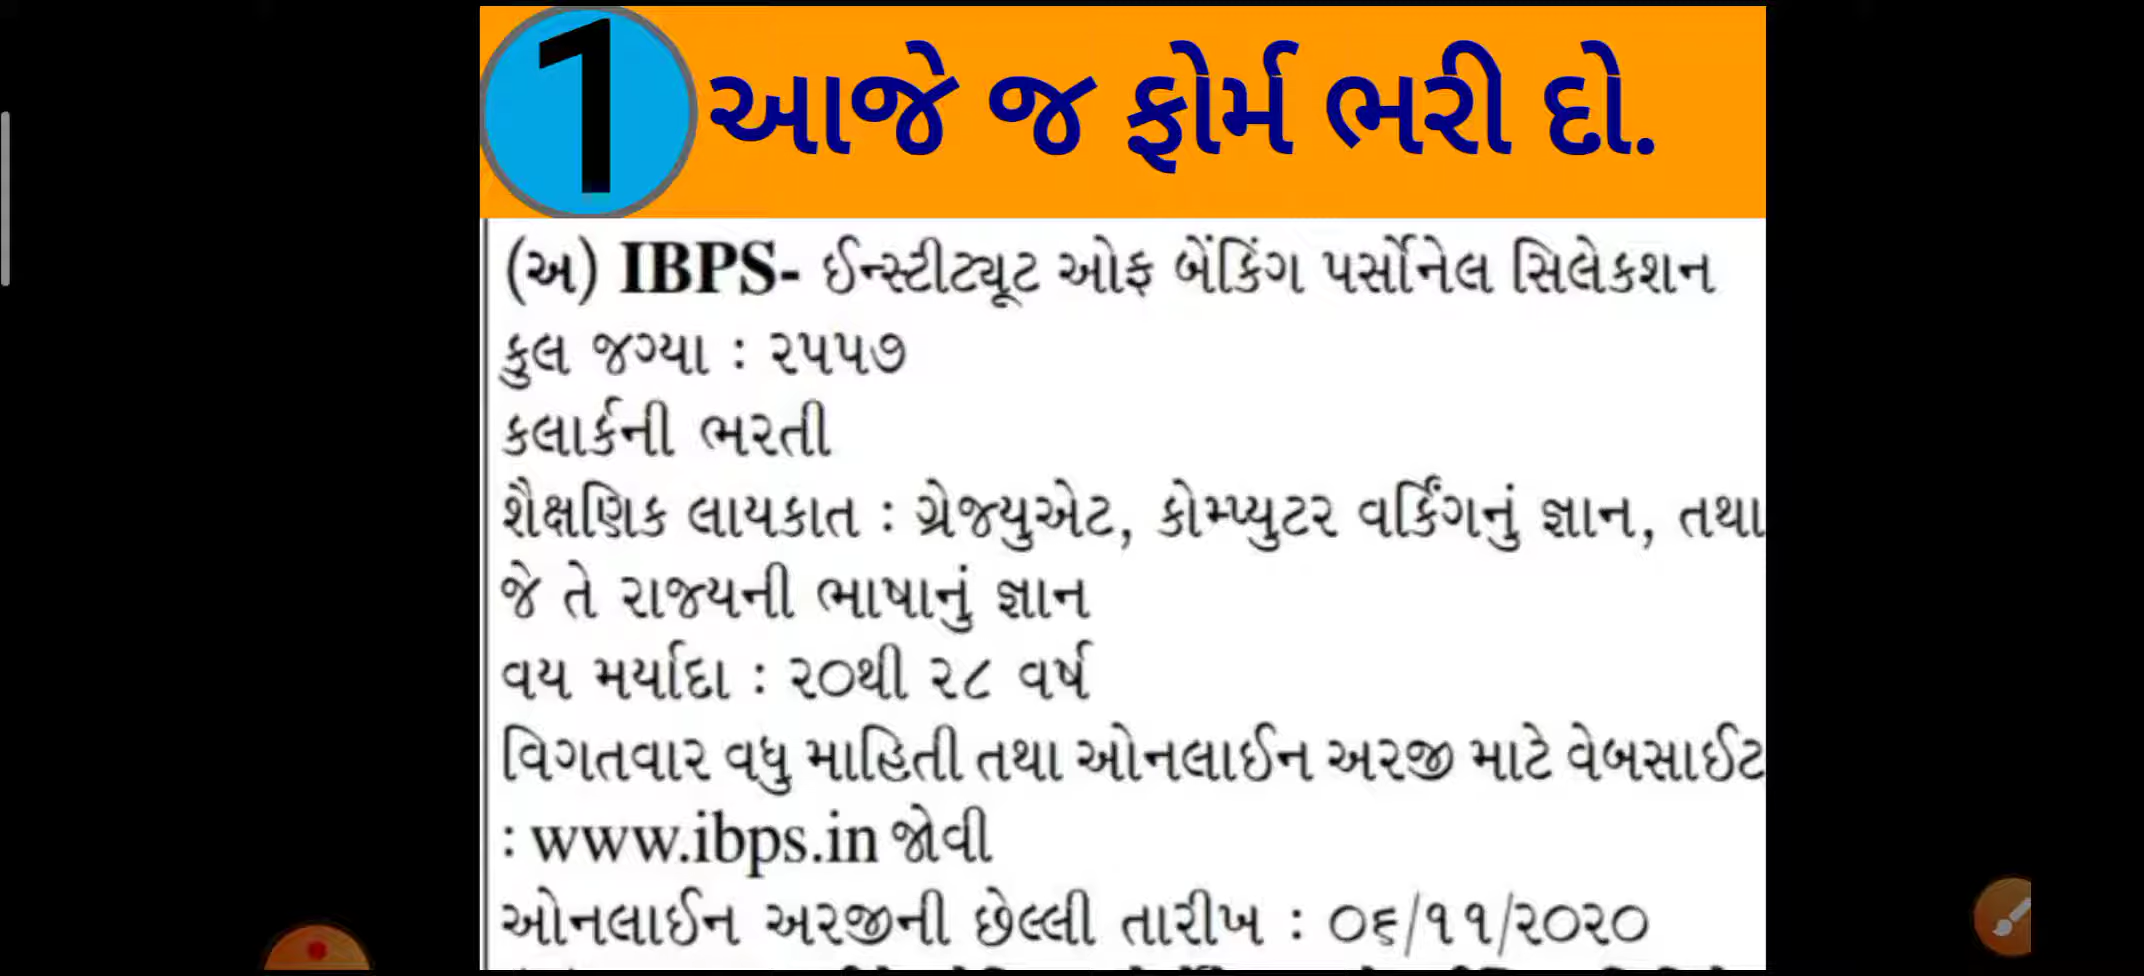 1 આજે જ ફોર્મ ભરી દો.
(અ) IBPS- ઈન્સ્ટીટ્યૂટ ઓફ બેંકિંગ પર્સોનેલ સિલેકશન
કુલ જગ્યા : ૨૫૫૭
કલાર્કની ભરતી
શૈક્ષણિક લાયકાત : ગ્રેજ્યુએટ, કોમ્પ્યુટર વર્કિંગનું જ્ઞાન, તથા
જે તે રાજ્યની ભાષાનું જ્ઞાન
વય મર્યાદા : ૨૦થી ૨૮ વર્ષ
વિગતવાર વધુ માહિતી તથા ઓનલાઈન અરજી માટે વેબસાઈટ
: www.ibps.in જોવી
ઓનલાઈન અરજીની છેલ્લી તારીખ : ૦૬/૧૧/૨૦૨૦